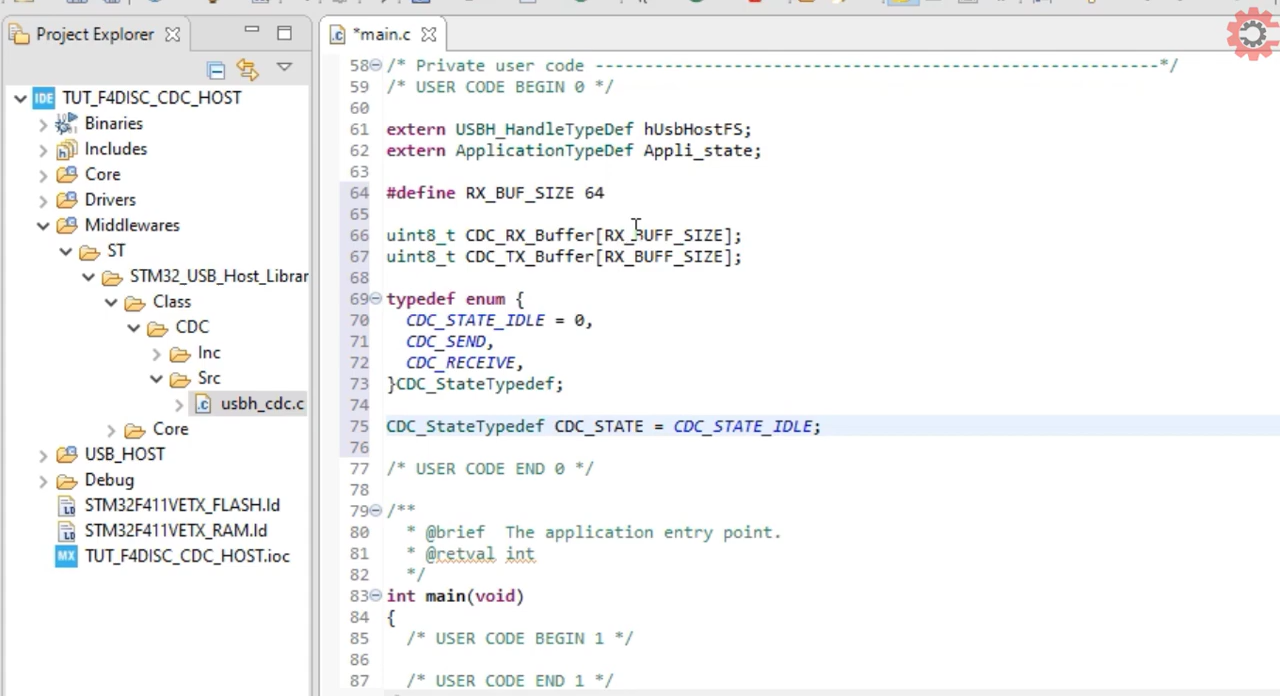 Project Explorer
TUT_F4DISC_CDC_HOST
Binaries
Includes
Core
Drivers
Middlewares
ST
STM32_USB_Host_Librar
Class
CDC
Inc
Src
usbh_cdc.c
Core
USB_HOST
Debug
STM32F411VETX_FLASH.ld
STM32F411VETX_RAM.ld
TUT_F4DISC_CDC_HOST.ioc
*main.c
58 /* Private user code ---------------------------------------------------------*/
59 /* USER CODE BEGIN 0 */
60
61 extern USBH_HandleTypeDef hUsbHostFS;
62 extern ApplicationTypeDef Appli_state;
63
64 #define RX_BUF_SIZE 64
65
66 uint8_t CDC_RX_Buffer[RX_BUFF_SIZE];
67 uint8_t CDC_TX_Buffer[RX_BUFF_SIZE];
68
69 typedef enum {
70 CDC_STATE_IDLE = 0,
71 CDC_SEND,
72 CDC_RECEIVE,
73 }CDC_StateTypedef;
74
75 CDC_StateTypedef CDC_STATE = CDC_STATE_IDLE;
76
77 /* USER CODE END 0 */
78
79 /**
80 * @brief The application entry point.
81 * @retval int
82 */
83 int main(void)
84 {
85 /* USER CODE BEGIN 1 */
86
87 /* USER CODE END 1 */